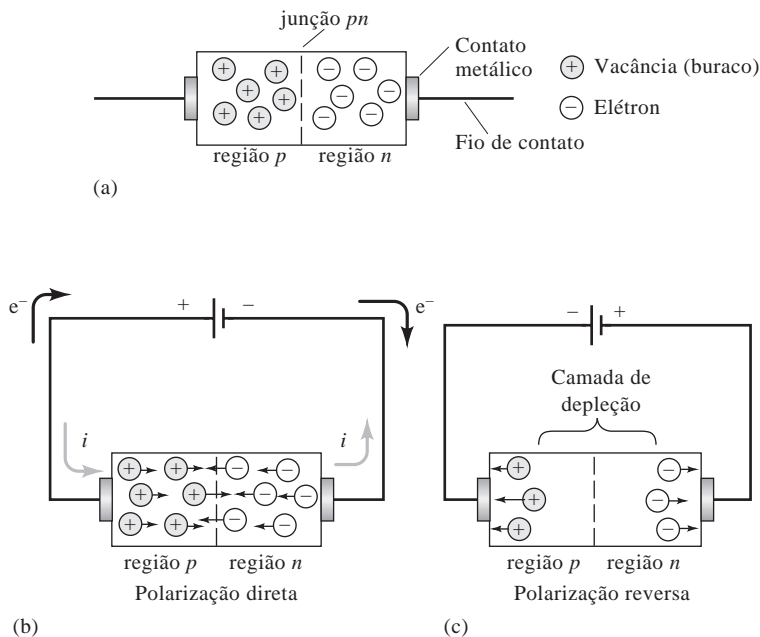 junção pn
Contato
metálico
+ Vacância (buraco)
− Elétron
Fio de contato
região p
região n
(a)
e⁻
+
−
e⁻
i
i
região p
região n
Polarização direta
(b)
−
+
Camada de
depleção
região p
região n
Polarização reversa
(c)